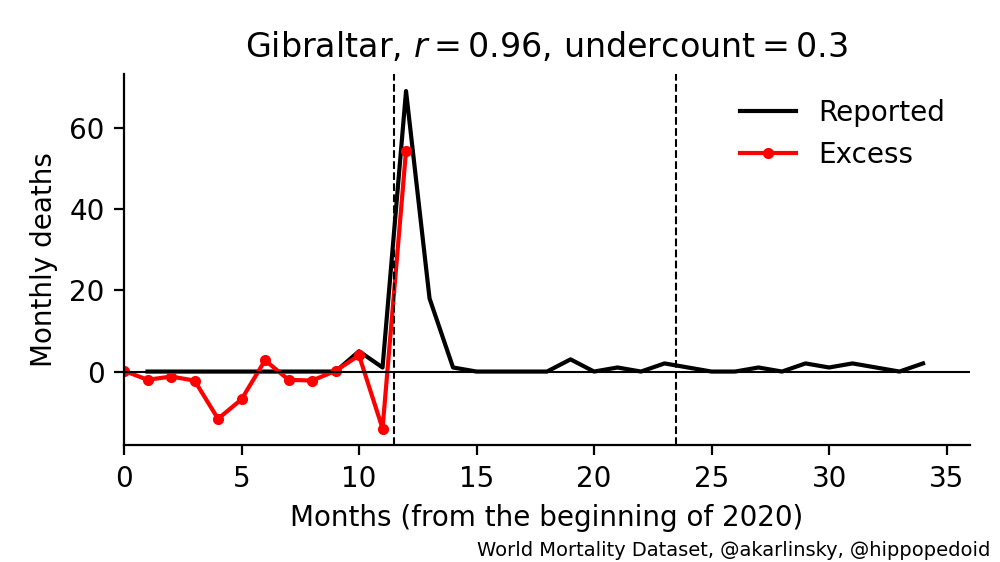 Gibraltar, r = 0.96, undercount = 0.3
Reported
Excess
Monthly deaths
60
40
20
0
0 5 10 15 20 25 30 35
Months (from the beginning of 2020)
World Mortality Dataset, @akarlinsky, @hippopedoid